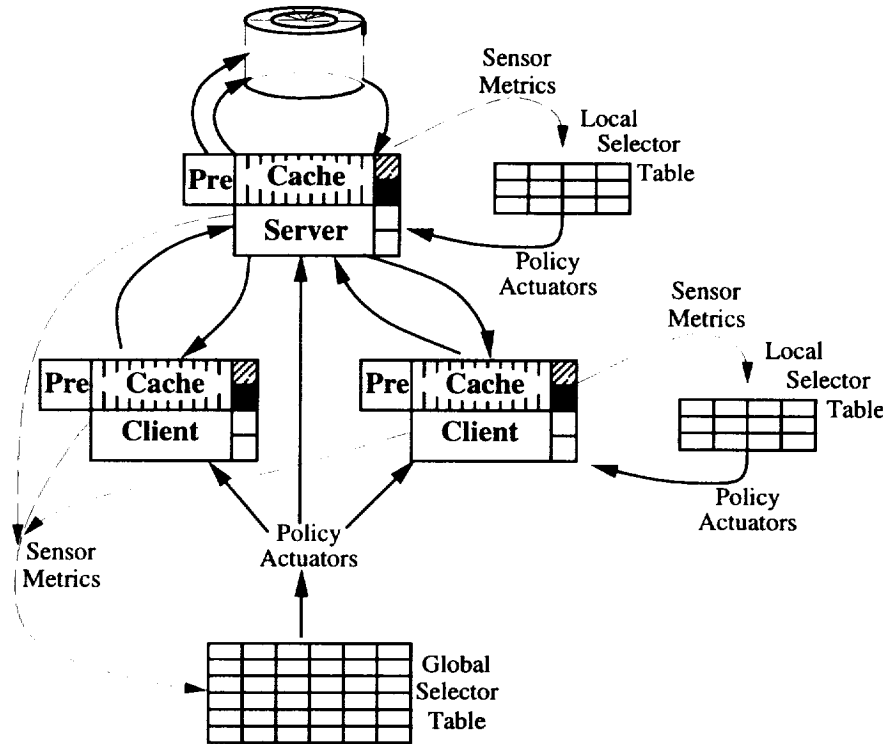 Sensor
Metrics
Local
Selector
Table
Pre
Cache
Server
Policy
Actuators
Sensor
Metrics
Local
Selector
Table
Pre
Cache
Client
Pre
Cache
Client
Policy
Actuators
Policy
Actuators
Sensor
Metrics
Global
Selector
Table